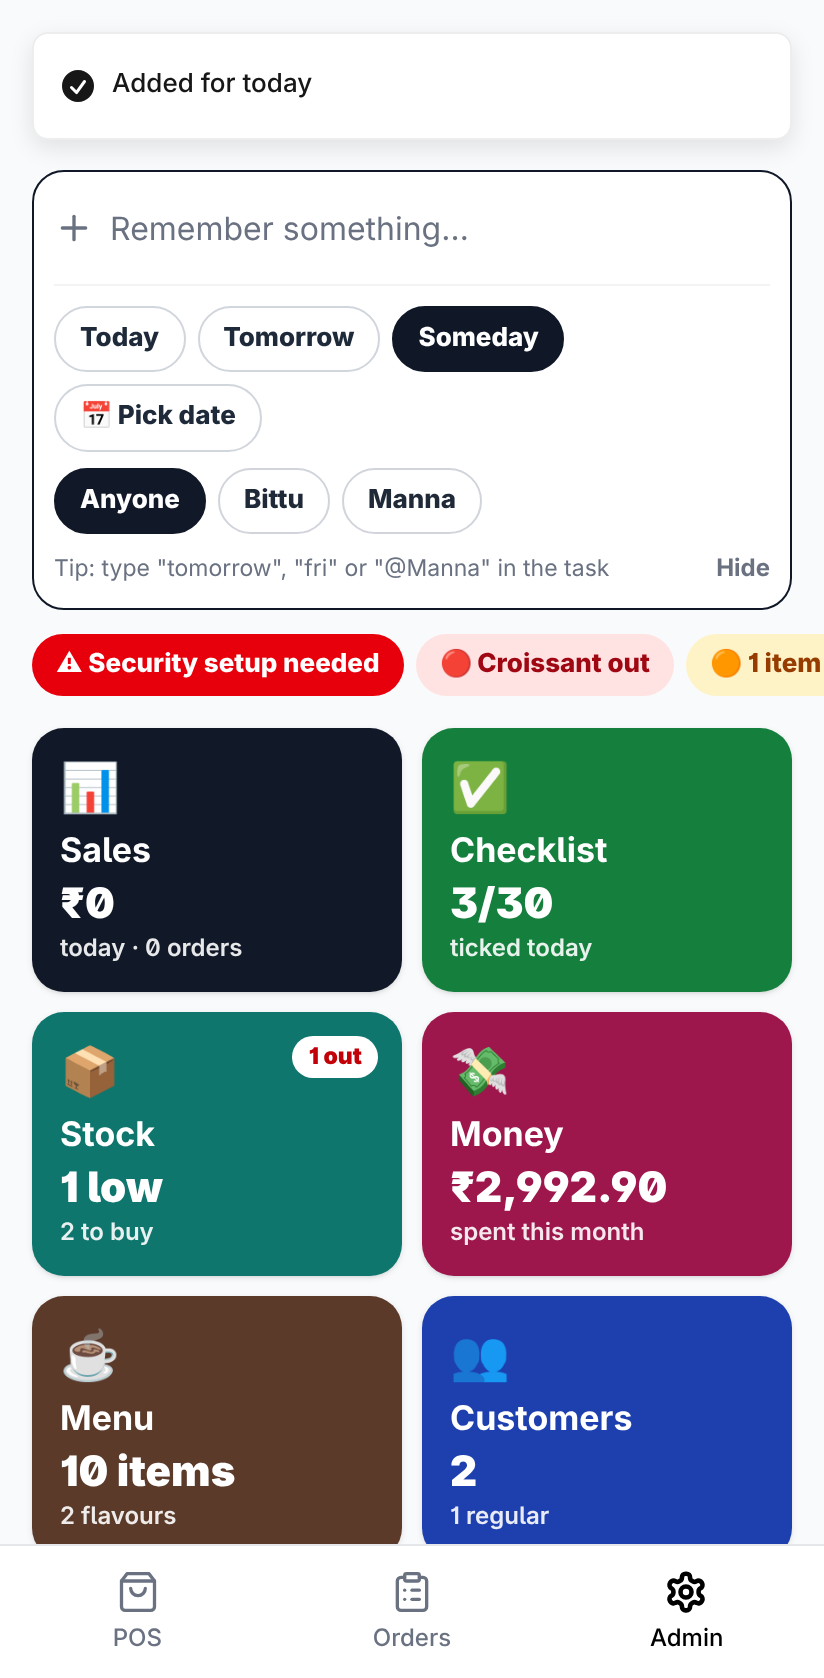 Added for today
Remember something...
Today Tomorrow Someday
📅 Pick date
Anyone Bittu Manna
Tip: type "tomorrow", "fri" or "@Manna" in the task Hide
⚠ Security setup needed 🔴 Croissant out 🟠 1 item
Sales
₹0
today · 0 orders
Checklist
3/30
ticked today
1 out
Stock
1 low
2 to buy
Money
₹2,992.90
spent this month
Menu
10 items
2 flavours
Customers
2
1 regular
POS Orders Admin